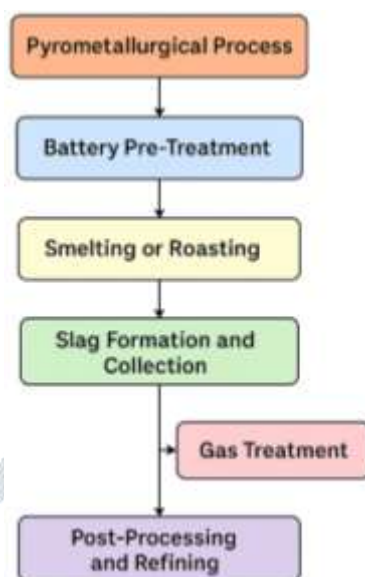 Pyrometallurgical Process
Battery Pre-Treatment
Smelting or Roasting
Slag Formation and
Collection
Gas Treatment
Post-Processing
and Refining